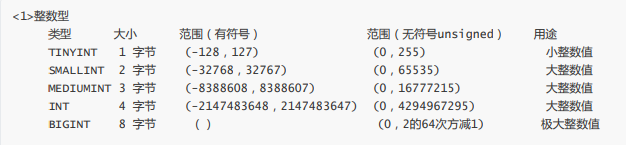 <1>整数型
类型 大小 范围（有符号） 范围（无符号unsigned） 用途
TINYINT 1 字节 (-128，127) (0，255) 小整数值
SMALLINT 2 字节 (-32768，32767) (0，65535) 大整数值
MEDIUMINT 3 字节 (-8388608，8388607) (0，16777215) 大整数值
INT 4 字节 (-2147483648，2147483647) (0，4294967295) 大整数值
BIGINT 8 字节 （） (0，2的64次方减1) 极大整数值